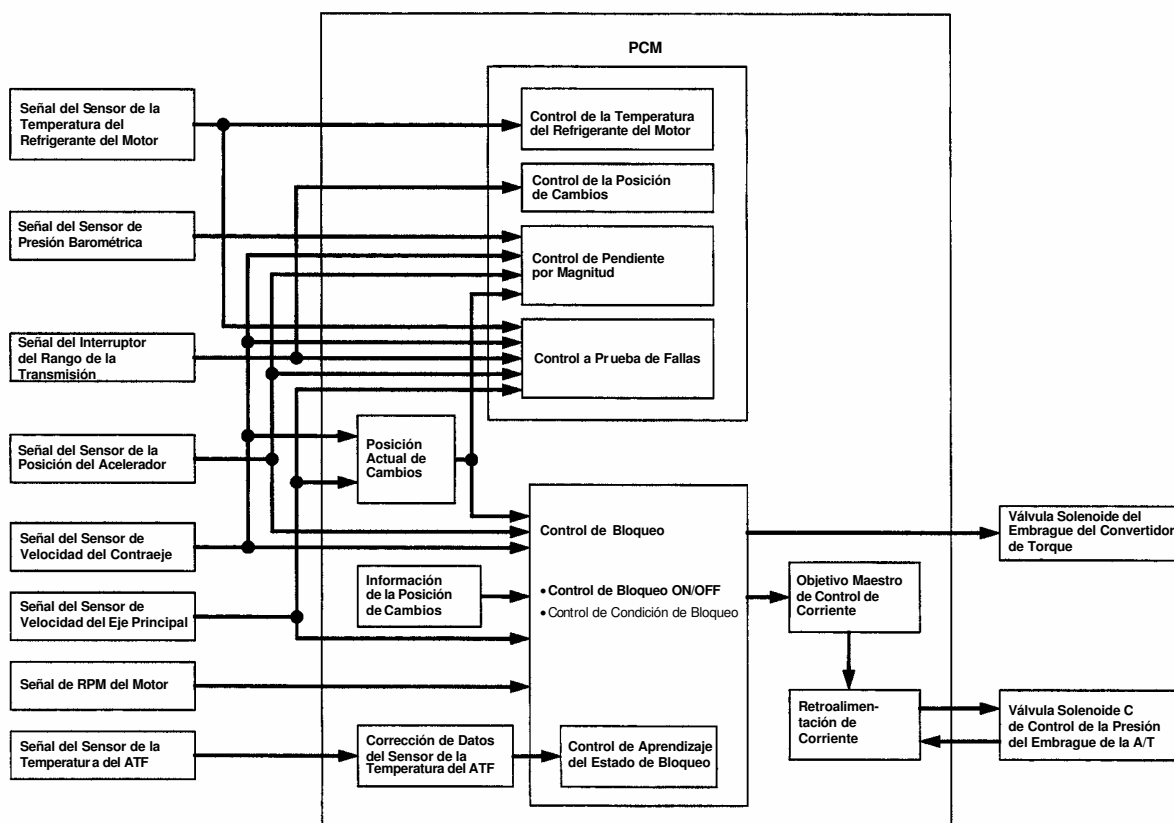 PCM
Señal del Sensor de la
Temperatura del
Refrigerante del Motor
Control de la Temperatura
del Refrigerante del Motor
Control de la Posición
de Cambios
Señal del Sensor de
Presión Barométrica
Control de Pendiente
por Magnitud
Señal del Interruptor
del Rango de la
Transmisión
Control a Prueba de Fallas
Señal del Sensor de la
Posición del Acelerador
Posición
Actual de
Cambios
Señal del Sensor de
Velocidad del Contraeje
Control de Bloqueo
Válvula Solenoide del
Embrague del Convertidor
de Torque
Información
de la Posición
de Cambios
• Control de Bloqueo ON/OFF
• Control de Condición de Bloqueo
Objetivo Maestro
de Control de
Corriente
Señal del Sensor de
Velocidad del Eje Principal
Señal de RPM del Motor
Retroalimen-
tación de
Corriente
Válvula Solenoide C
de Control de la Presión
del Embrague de la A/T
Señal del Sensor de la
Temperatura del ATF
Corrección de Datos
del Sensor de la
Temperatura del ATF
Control de Aprendizaje
del Estado de Bloqueo